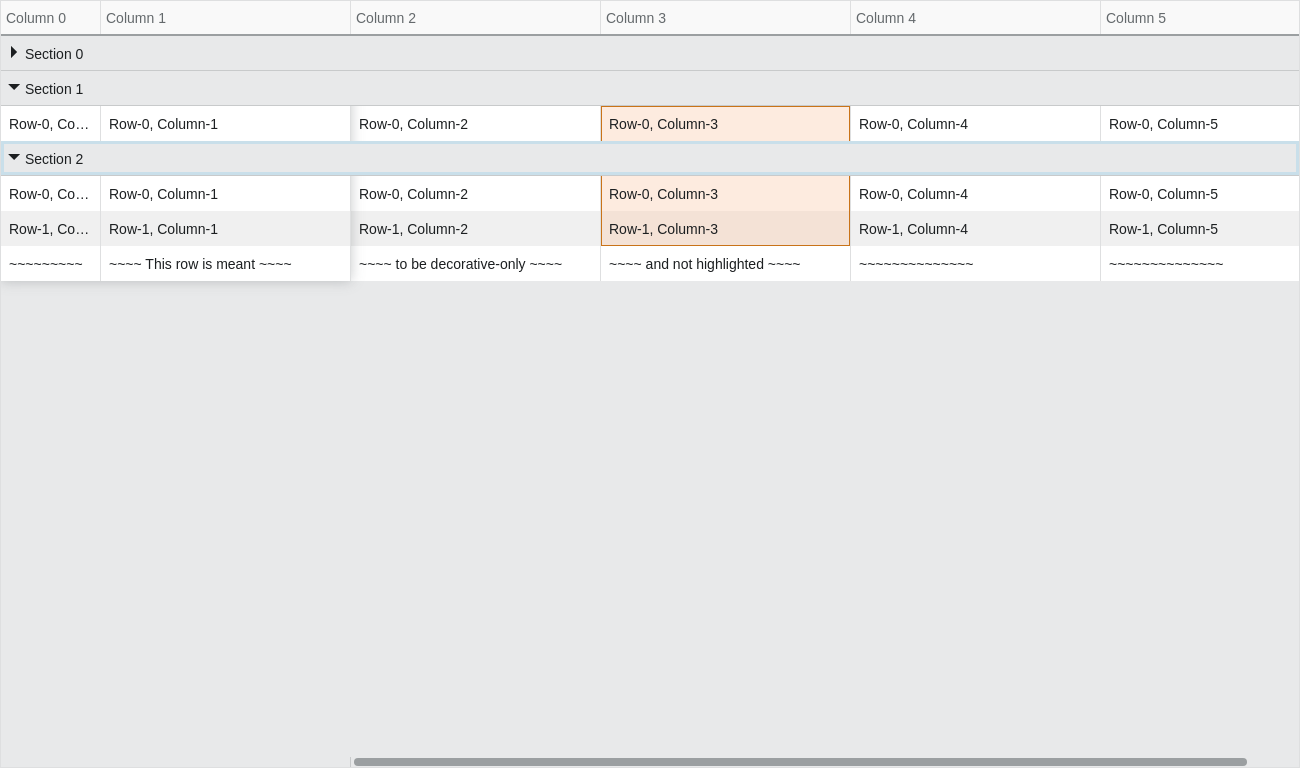 Column 0 Column 1 Column 2 Column 3 Column 4 Column 5
Section 0
Section 1
Row-0, Co… Row-0, Column-1 Row-0, Column-2 Row-0, Column-3 Row-0, Column-4 Row-0, Column-5
Section 2
Row-0, Co… Row-0, Column-1 Row-0, Column-2 Row-0, Column-3 Row-0, Column-4 Row-0, Column-5
Row-1, Co… Row-1, Column-1 Row-1, Column-2 Row-1, Column-3 Row-1, Column-4 Row-1, Column-5
~~~~~~~~~ ~~~~ This row is meant ~~~~ ~~~~ to be decorative-only ~~~~ ~~~~ and not highlighted ~~~~ ~~~~~~~~~~~~~~ ~~~~~~~~~~~~~~